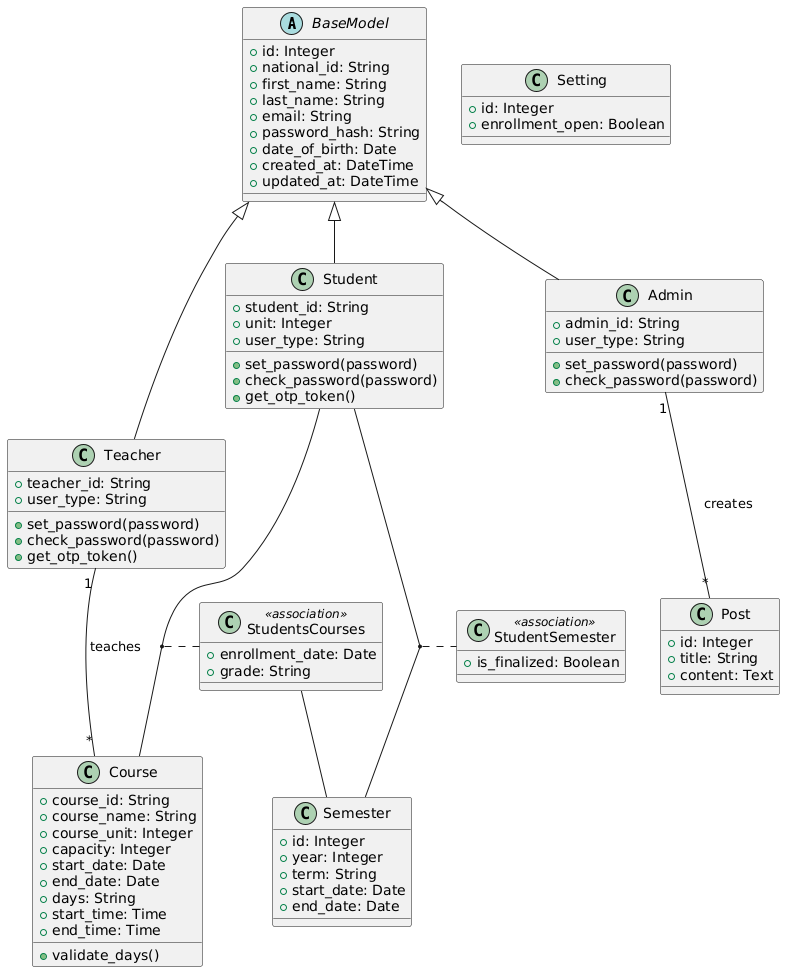 A BaseModel
id: Integer
national_id: String
first_name: String
last_name: String
email: String
password_hash: String
date_of_birth: Date
created_at: DateTime
updated_at: DateTime
C Setting
id: Integer
enrollment_open: Boolean
C Student
student_id: String
unit: Integer
user_type: String
set_password(password)
check_password(password)
get_otp_token()
C Admin
admin_id: String
user_type: String
set_password(password)
check_password(password)
1
creates
*
C Teacher
teacher_id: String
user_type: String
set_password(password)
check_password(password)
get_otp_token()
1
teaches
*
C «association»
StudentsCourses
enrollment_date: Date
grade: String
C «association»
StudentSemester
is_finalized: Boolean
C Post
id: Integer
title: String
content: Text
C Course
course_id: String
course_name: String
course_unit: Integer
capacity: Integer
start_date: Date
end_date: Date
days: String
start_time: Time
end_time: Time
validate_days()
C Semester
id: Integer
year: Integer
term: String
start_date: Date
end_date: Date